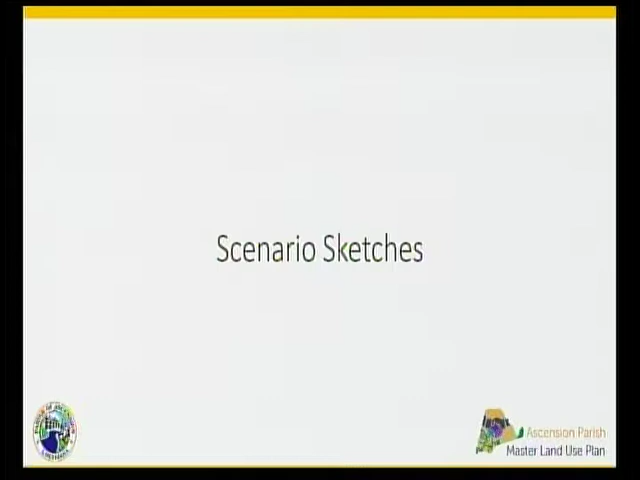 Scenario Sketches
Ascension Parish
Master Land Use Plan